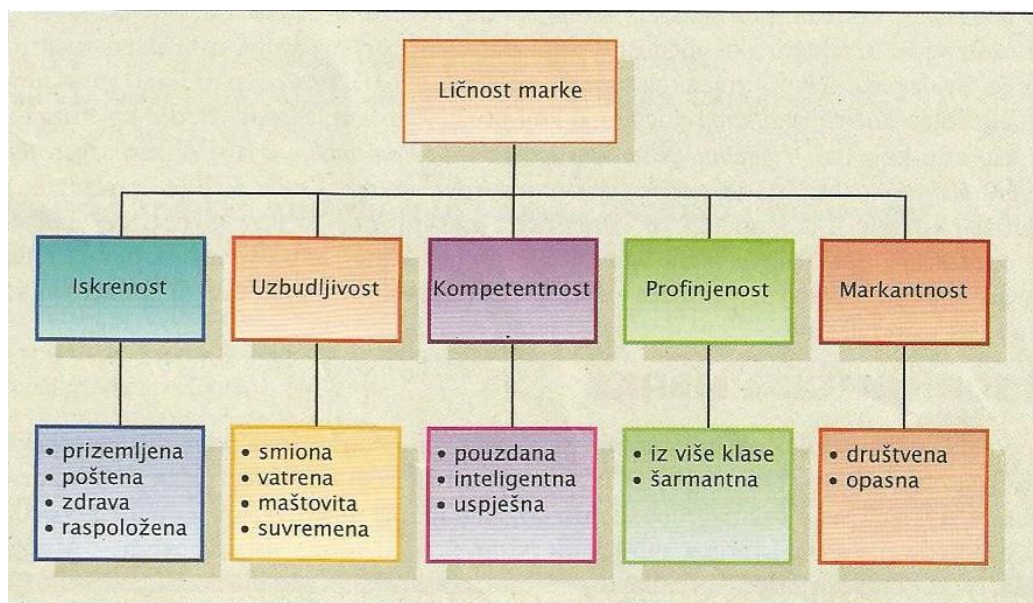 Ličnost marke
Iskrenost
Uzbudljivost
Kompetentnost
Profinjenost
Markantnost
• prizemljena
• poštena
• zdrava
• raspoložena
• smiona
• vatrena
• maštovita
• suvremena
• pouzdana
• inteligentna
• uspješna
• iz više klase
• šarmantna
• društvena
• opasna